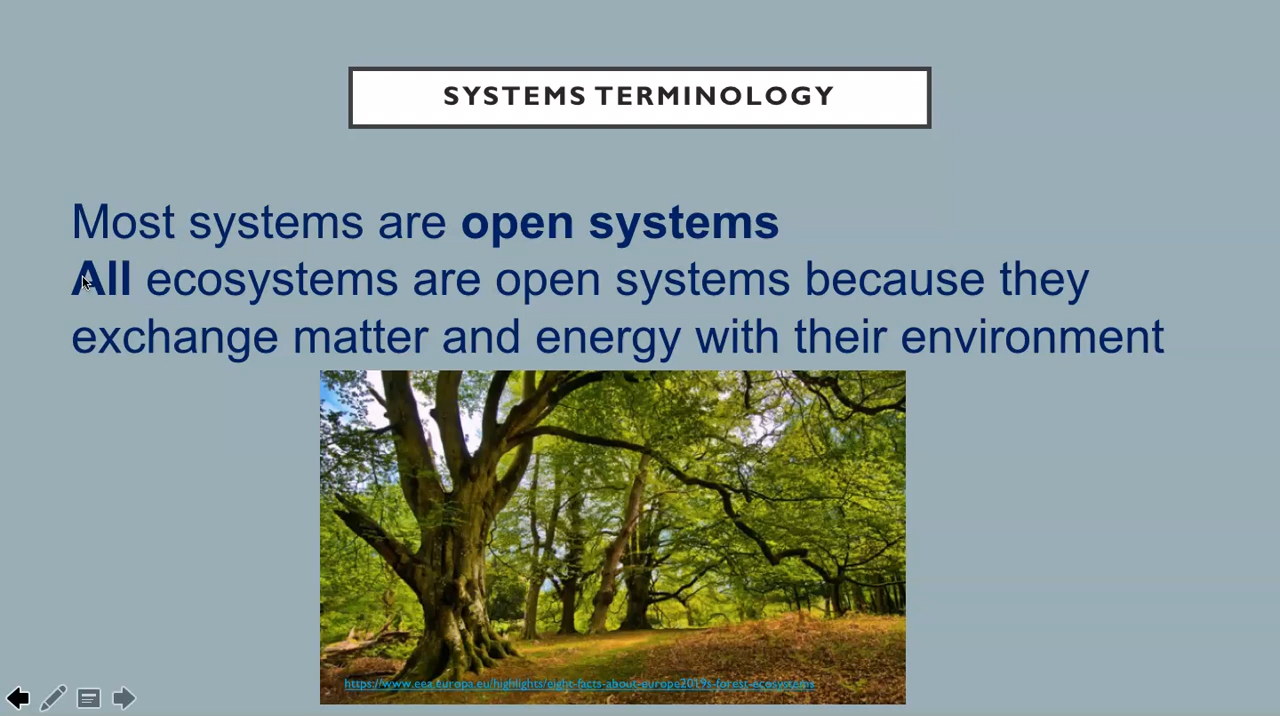 SYSTEMS TERMINOLOGY
Most systems are open systems
All ecosystems are open systems because they
exchange matter and energy with their environment
https://www.eea.europa.eu/highlights/eight-facts-about-europe2019s-forest-ecosystems